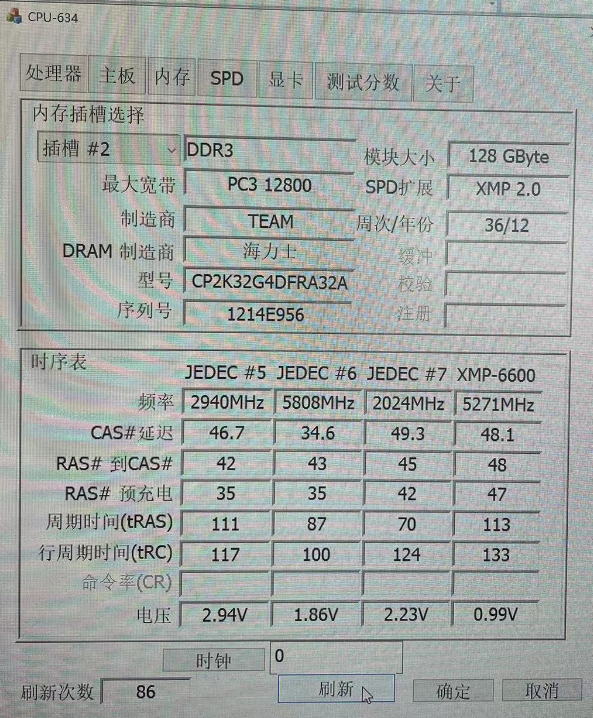 CPU-634
处理器 主板 内存 SPD 显卡 测试分数 关于
内存插槽选择
插槽 #2 DDR3 模块大小 128 GByte
最大宽带 PC3 12800 SPD扩展 XMP 2.0
制造商 TEAM 周次/年份 36/12
DRAM 制造商 海力士 缓冲
型号 CP2K32G4DFRA32A 校验
序列号 1214E956 注册
时序表
JEDEC #5 JEDEC #6 JEDEC #7 XMP-6600
频率 2940MHz 5808MHz 2024MHz 5271MHz
CAS#延迟 46.7 34.6 49.3 48.1
RAS# 到CAS# 42 43 45 48
RAS# 预充电 35 35 42 47
周期时间(tRAS) 111 87 70 113
行周期时间(tRC) 117 100 124 133
命令率(CR)
电压 2.94V 1.86V 2.23V 0.99V
时钟 0
刷新次数 86 刷新 确定 取消